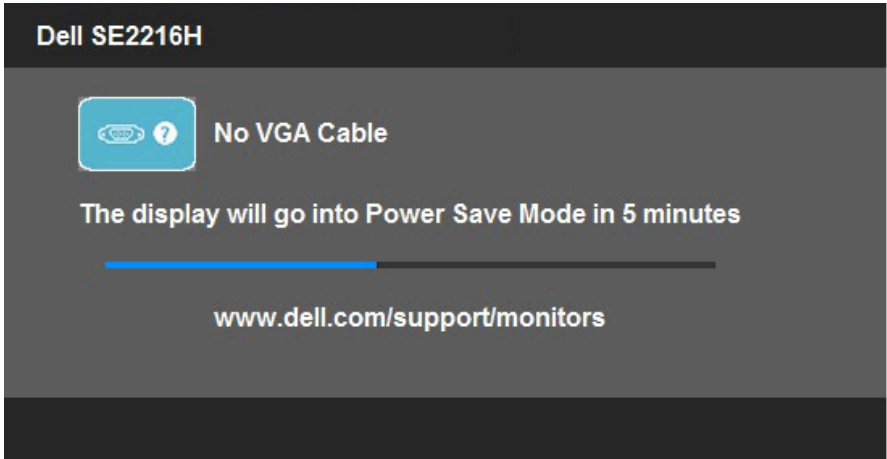 Dell SE2216H
?
No VGA Cable
The display will go into Power Save Mode in 5 minutes
www.dell.com/support/monitors